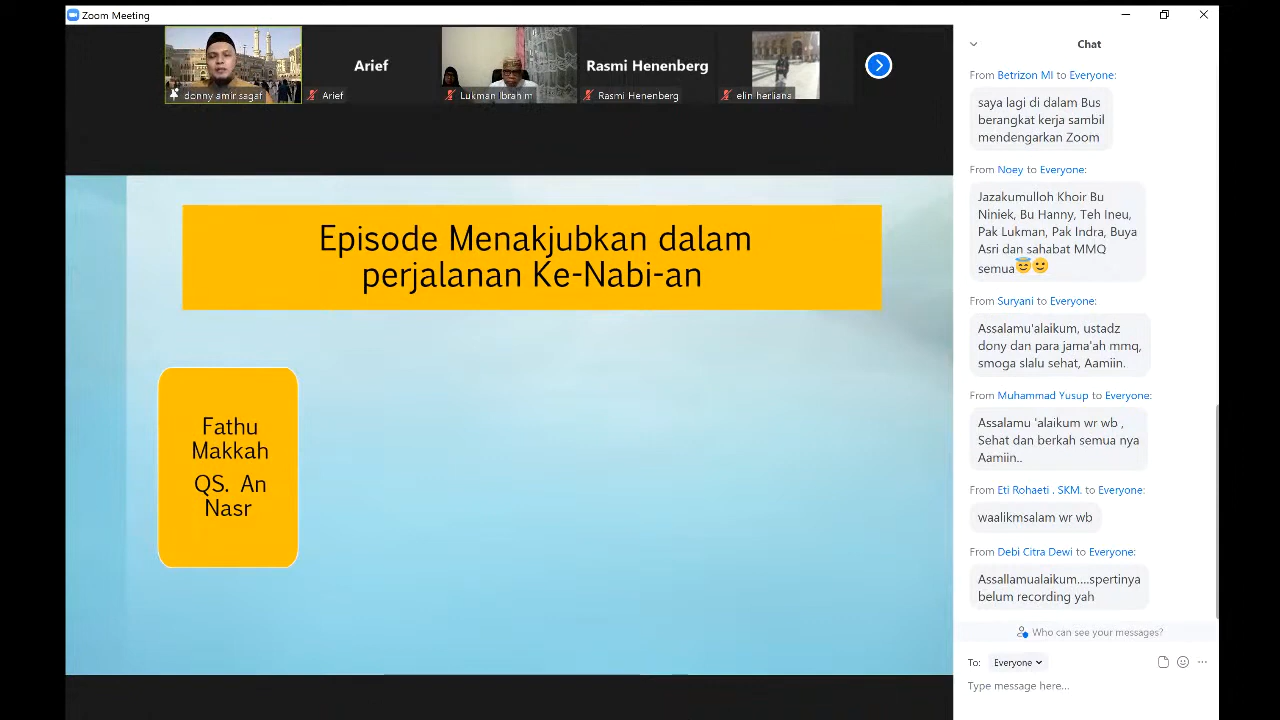 Zoom Meeting
donny amir sagaf
Arief
Arief
Lukman Ibrahim
Rasmi Henenberg
Rasmi Henenberg
elin herliana
Episode Menakjubkan dalam
perjalanan Ke-Nabi-an
Fathu
Makkah
QS. An
Nasr
Chat
From Betrizon MI to Everyone:
saya lagi di dalam Bus
berangkat kerja sambil
mendengarkan Zoom
From Noey to Everyone:
Jazakumulloh Khoir Bu
Niniek, Bu Hanny, Teh Ineu,
Pak Lukman, Pak Indra, Buya
Asri dan sahabat MMQ
semua😇😉
From Suryani to Everyone:
Assalamu'alaikum, ustadz
dony dan para jama'ah mmq,
smoga slalu sehat, Aamiin.
From Muhammad Yusup to Everyone:
Assalamu 'alaikum wr wb ,
Sehat dan berkah semua nya
Aamiin..
From Eti Rohaeti , SKM. to Everyone:
waalikmsalam wr wb
From Debi Citra Dewi to Everyone:
Assallamualaikum....spertinya
belum recording yah
Who can see your messages?
To: Everyone
Type message here...